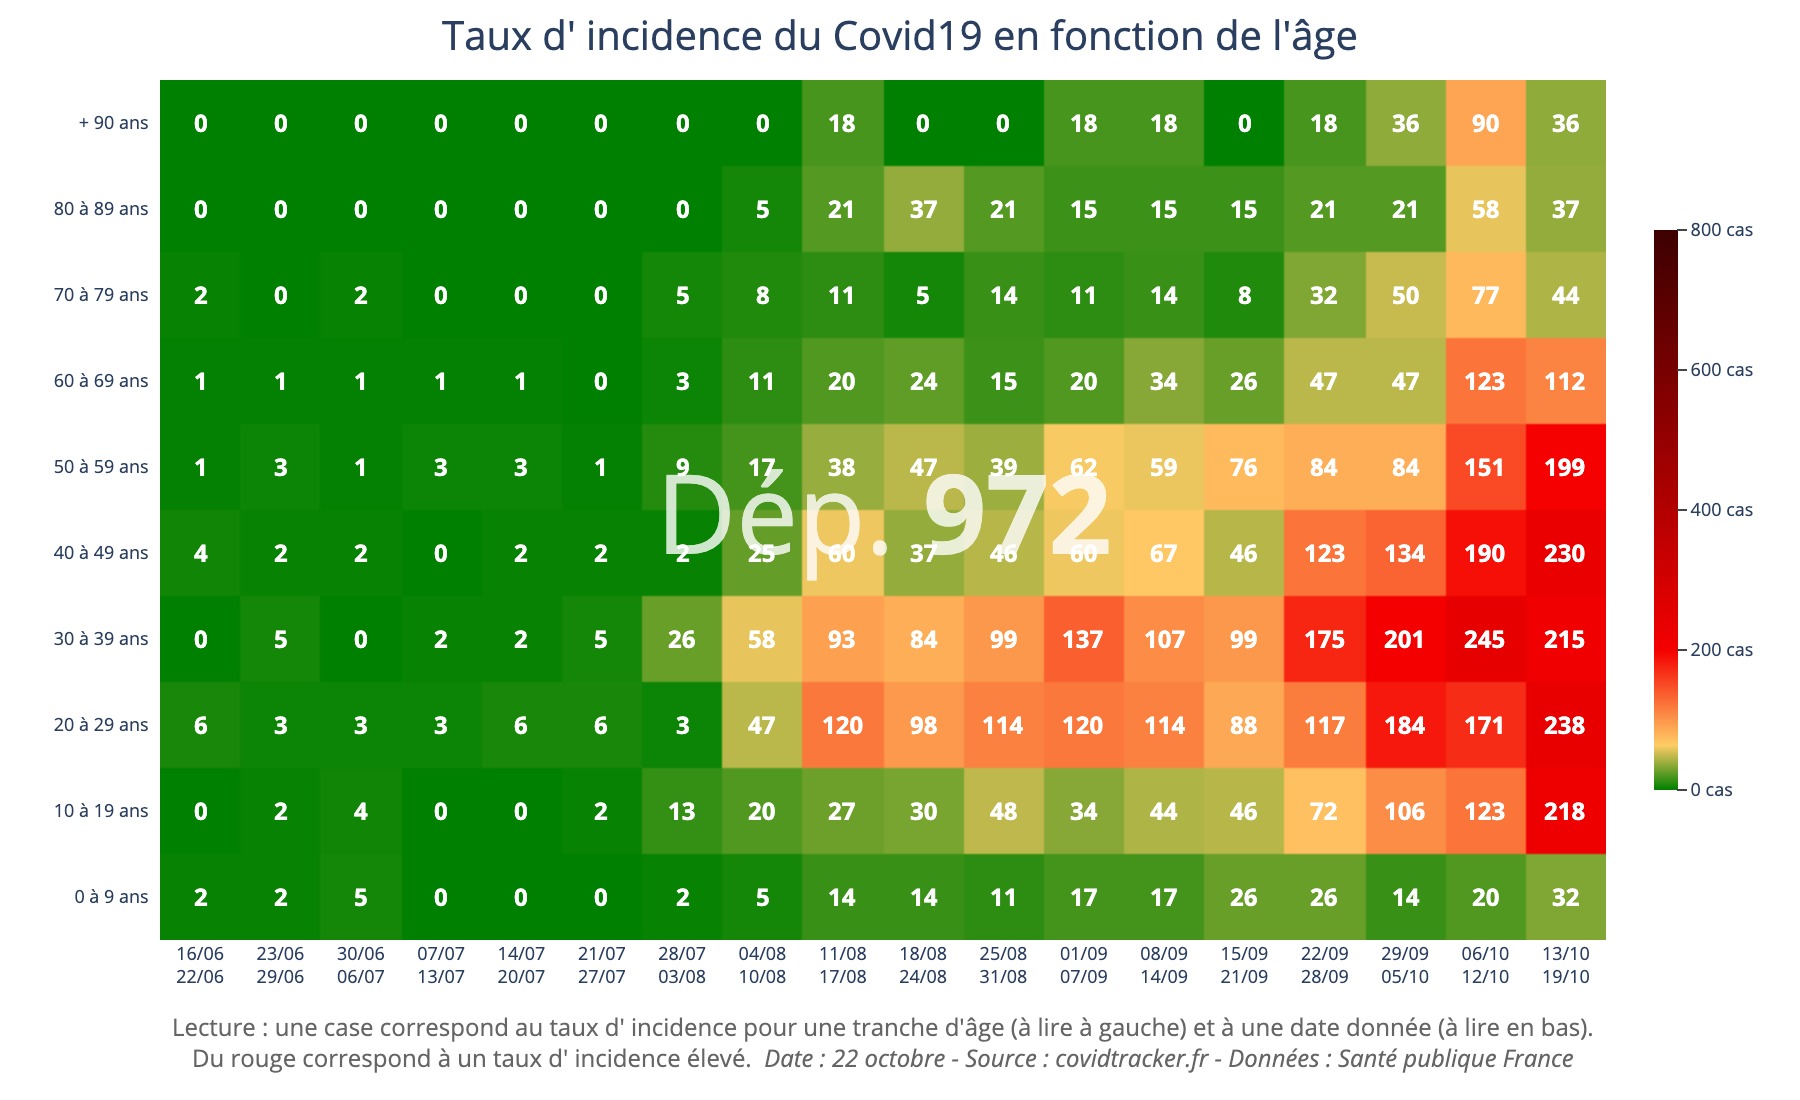 Taux d' incidence du Covid19 en fonction de l'âge
+ 90 ans 0 0 0 0 0 0 0 0 18 0 0 18 18 0 18 36 90 36
80 à 89 ans 0 0 0 0 0 0 0 5 21 37 21 15 15 15 21 21 58 37
70 à 79 ans 2 0 2 0 0 0 5 8 11 5 14 11 14 8 32 50 77 44
60 à 69 ans 1 1 1 1 1 0 3 11 20 24 15 20 34 26 47 47 123 112
50 à 59 ans 1 3 1 3 3 1 9 17 38 47 39 62 59 76 84 84 151 199
Dép. 972
40 à 49 ans 4 2 2 0 2 2 2 25 60 37 46 60 67 46 123 134 190 230
30 à 39 ans 0 5 0 2 2 5 26 58 93 84 99 137 107 99 175 201 245 215
20 à 29 ans 6 3 3 3 6 6 3 47 120 98 114 120 114 88 117 184 171 238
10 à 19 ans 0 2 4 0 0 2 13 20 27 30 48 34 44 46 72 106 123 218
0 à 9 ans 2 2 5 0 0 0 2 5 14 14 11 17 17 26 26 14 20 32
16/06 23/06 30/06 07/07 14/07 21/07 28/07 04/08 11/08 18/08 25/08 01/09 08/09 15/09 22/09 29/09 06/10 13/10
22/06 29/06 06/07 13/07 20/07 27/07 03/08 10/08 17/08 24/08 31/08 07/09 14/09 21/09 28/09 05/10 12/10 19/10
800 cas
600 cas
400 cas
200 cas
0 cas
Lecture : une case correspond au taux d' incidence pour une tranche d'âge (à lire à gauche) et à une date donnée (à lire en bas).
Du rouge correspond à un taux d' incidence élevé. Date : 22 octobre - Source : covidtracker.fr - Données : Santé publique France